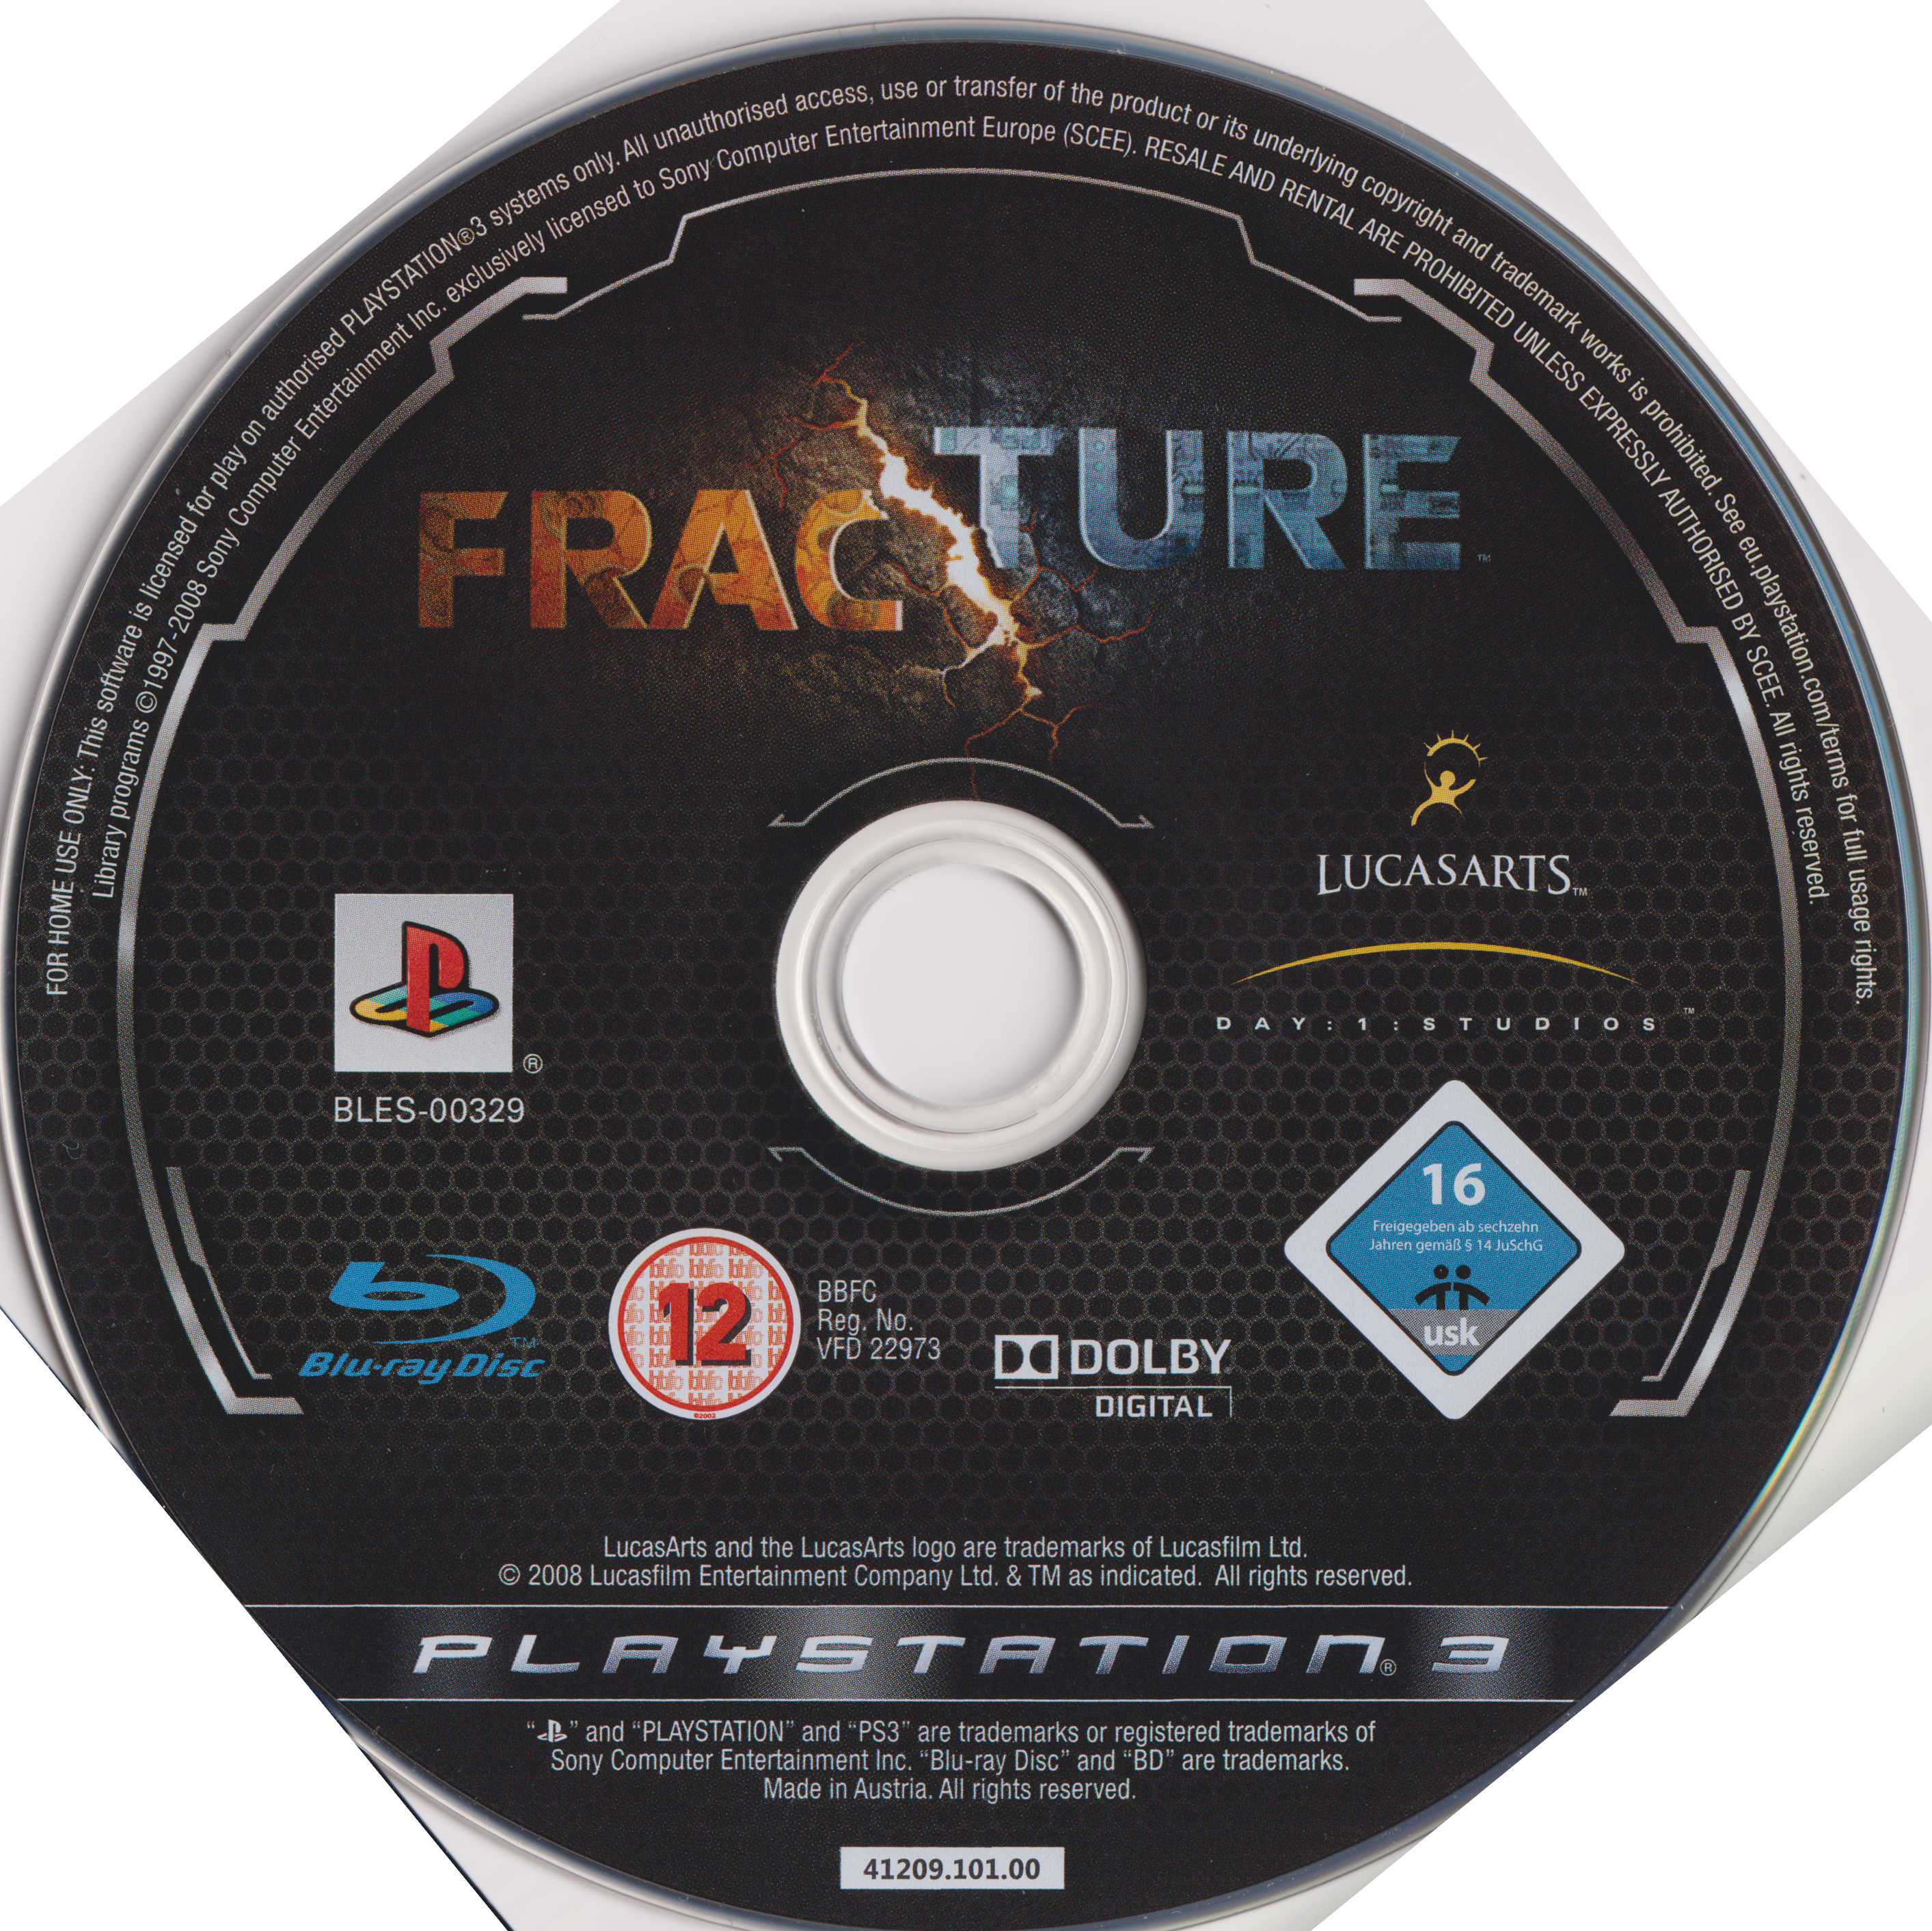 FOR HOME USE ONLY: This software is licensed for play on authorised PLAYSTATION®3 systems only. All unauthorised access, use or transfer of the product or its underlying copyright and trademark works is prohibited. See eu.playstation.com/terms for full usage rights.
Library programs ©1997-2008 Sony Computer Entertainment Inc. exclusively licensed to Sony Computer Entertainment Europe (SCEE). RESALE AND RENTAL ARE PROHIBITED UNLESS EXPRESSLY AUTHORISED BY SCEE. All rights reserved.
FRACTURE™
LUCASARTS™
DAY:1:STUDIOS™
®
BLES-00329
16
Freigegeben ab sechzehn
Jahren gemäß § 14 JuSchG
usk
Blu-ray Disc™
12
©2002
BBFC
Reg. No.
VFD 22973
DOLBY
DIGITAL
LucasArts and the LucasArts logo are trademarks of Lucasfilm Ltd.
© 2008 Lucasfilm Entertainment Company Ltd. & TM as indicated. All rights reserved.
PLAYSTATION®3
“ ” and “PLAYSTATION” and “PS3” are trademarks or registered trademarks of
Sony Computer Entertainment Inc. “Blu-ray Disc” and “BD” are trademarks.
Made in Austria. All rights reserved.
41209.101.00